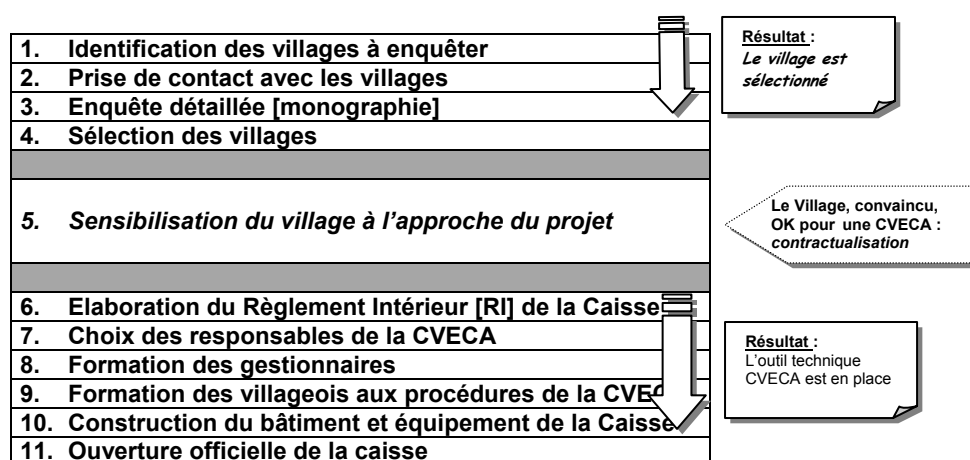 1. Identification des villages à enquêter
2. Prise de contact avec les villages
3. Enquête détaillée [monographie]
4. Sélection des villages
Résultat :
Le village est
sélectionné
5. Sensibilisation du village à l’approche du projet
Le Village, convaincu,
OK pour une CVECA :
contractualisation
6. Elaboration du Règlement Intérieur [RI] de la Caisse
7. Choix des responsables de la CVECA
8. Formation des gestionnaires
9. Formation des villageois aux procédures de la CVEC
10. Construction du bâtiment et équipement de la Caisse
11. Ouverture officielle de la caisse
Résultat :
L’outil technique
CVECA est en place